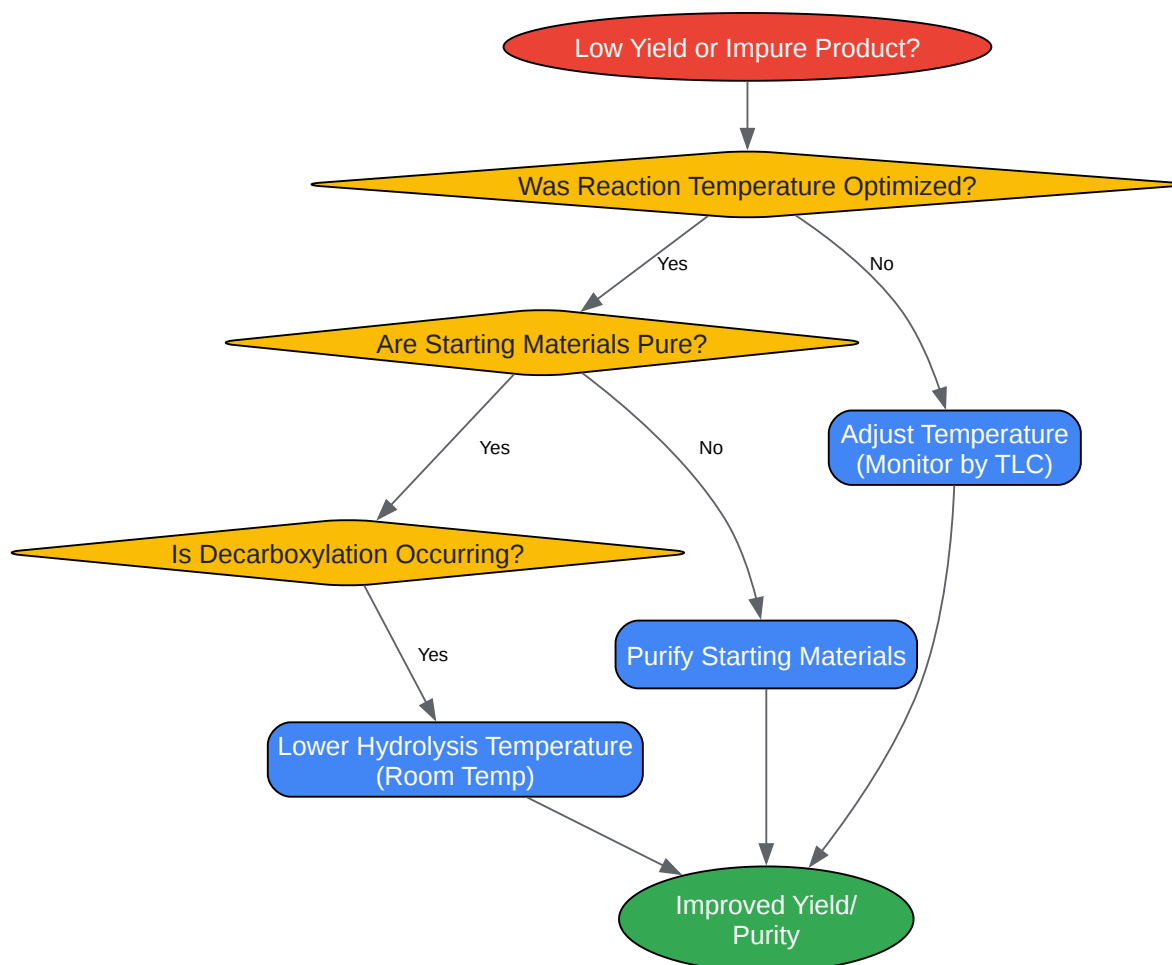 Low Yield or Impure Product?
Was Reaction Temperature Optimized?
Yes
No
Are Starting Materials Pure?
Adjust Temperature
(Monitor by TLC)
Yes
No
Is Decarboxylation Occurring?
Yes
Purify Starting Materials
Lower Hydrolysis Temperature
(Room Temp)
Improved Yield/
Purity